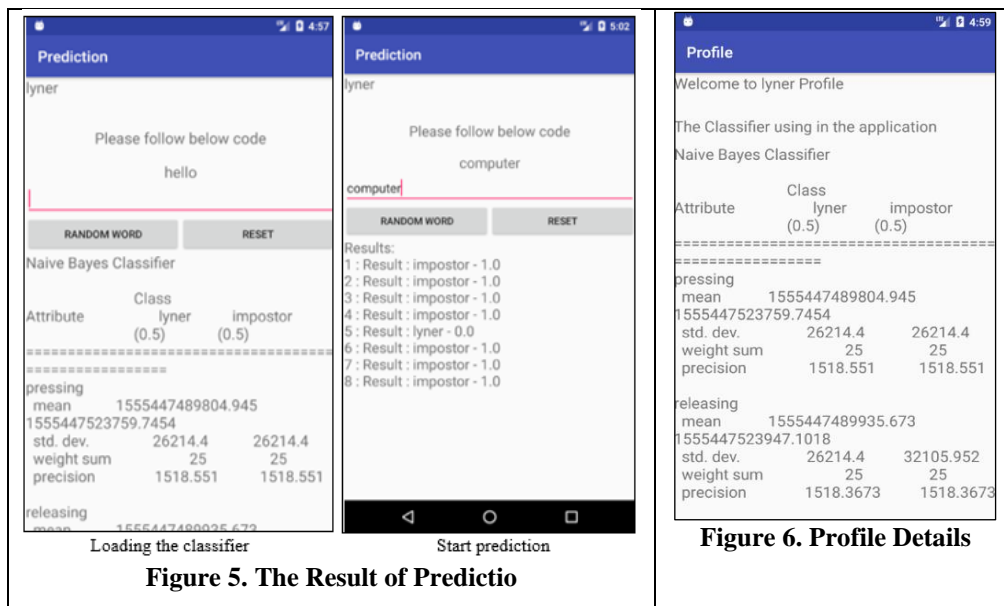 4:57
Prediction
lyner
Please follow below code
hello
RANDOM WORD RESET
Naive Bayes Classifier
Class
Attribute lyner impostor
(0.5) (0.5)
=====================================
=================
pressing
mean 1555447489804.945
1555447523759.7454
std. dev. 26214.4 26214.4
weight sum 25 25
precision 1518.551 1518.551
releasing
mean 1555447489935.673
Loading the classifier
5:02
Prediction
lyner
Please follow below code
computer
computer
RANDOM WORD RESET
Results:
1 : Result : impostor - 1.0
2 : Result : impostor - 1.0
3 : Result : impostor - 1.0
4 : Result : impostor - 1.0
5 : Result : lyner - 0.0
6 : Result : impostor - 1.0
7 : Result : impostor - 1.0
8 : Result : impostor - 1.0
Start prediction
Figure 5. The Result of Predictio
4:59
Profile
Welcome to lyner Profile
The Classifier using in the application
Naive Bayes Classifier
Class
Attribute lyner impostor
(0.5) (0.5)
=====================================
=================
pressing
mean 1555447489804.945
1555447523759.7454
std. dev. 26214.4 26214.4
weight sum 25 25
precision 1518.551 1518.551
releasing
mean 1555447489935.673
1555447523947.1018
std. dev. 26214.4 32105.952
weight sum 25 25
precision 1518.3673 1518.3673
Figure 6. Profile Details